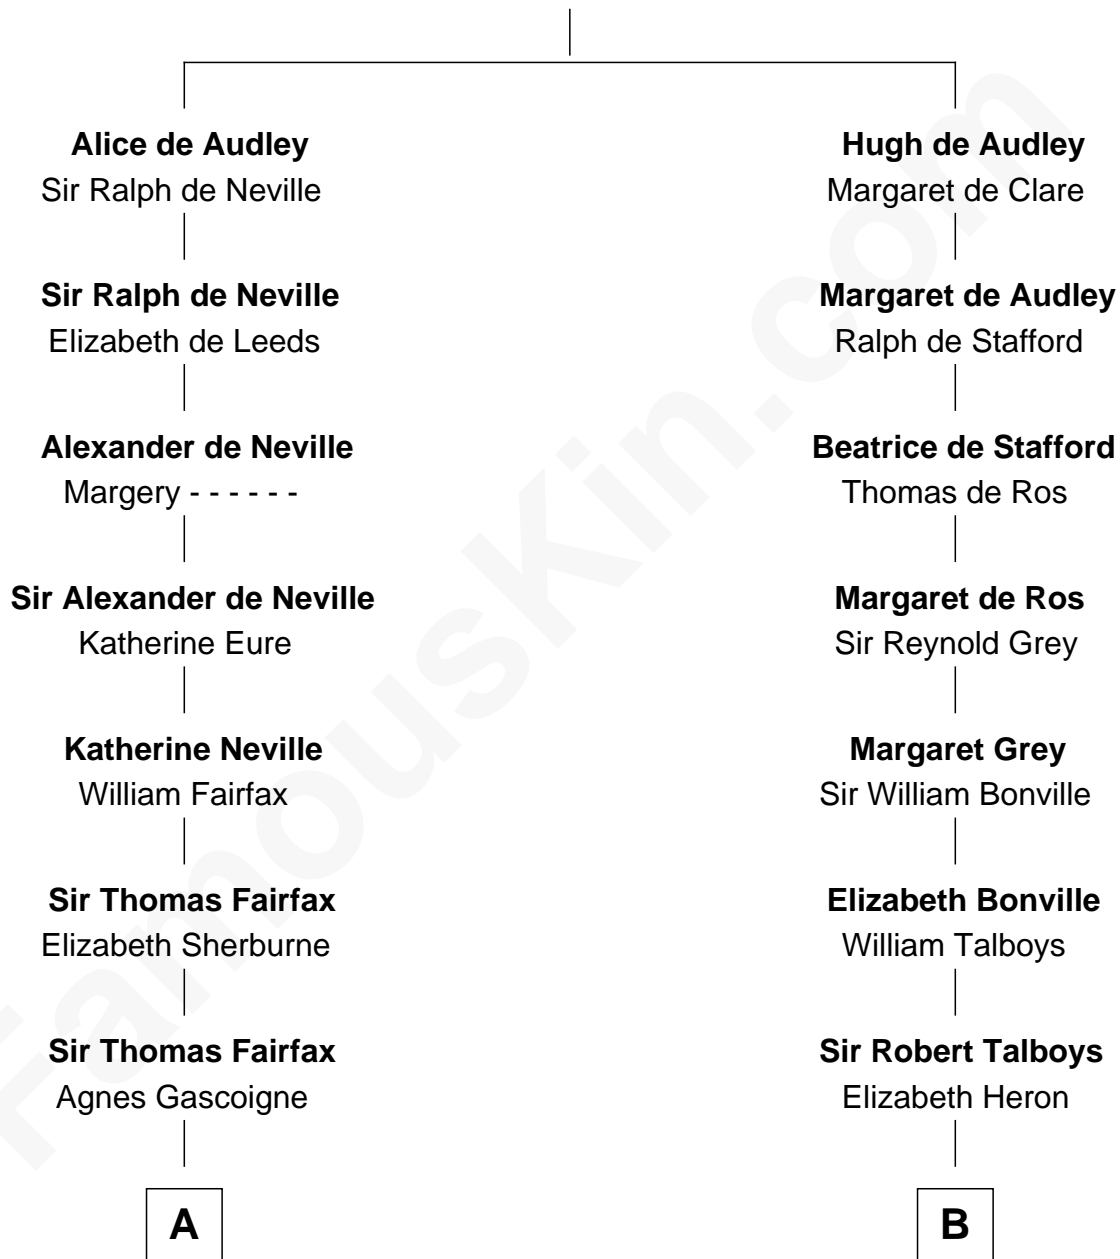 Alice de Audley
Sir Ralph de Neville
Hugh de Audley
Margaret de Clare
Sir Ralph de Neville
Elizabeth de Leeds
Margaret de Audley
Ralph de Stafford
Alexander de Neville
Margery - - - - - -
Beatrice de Stafford
Thomas de Ros
Sir Alexander de Neville
Katherine Eure
Margaret de Ros
Sir Reynold Grey
Katherine Neville
William Fairfax
Margaret Grey
Sir William Bonville
Sir Thomas Fairfax
Elizabeth Sherburne
Elizabeth Bonville
William Talboys
Sir Thomas Fairfax
Agnes Gascoigne
Sir Robert Talboys
Elizabeth Heron
A
B
FamousKin.com